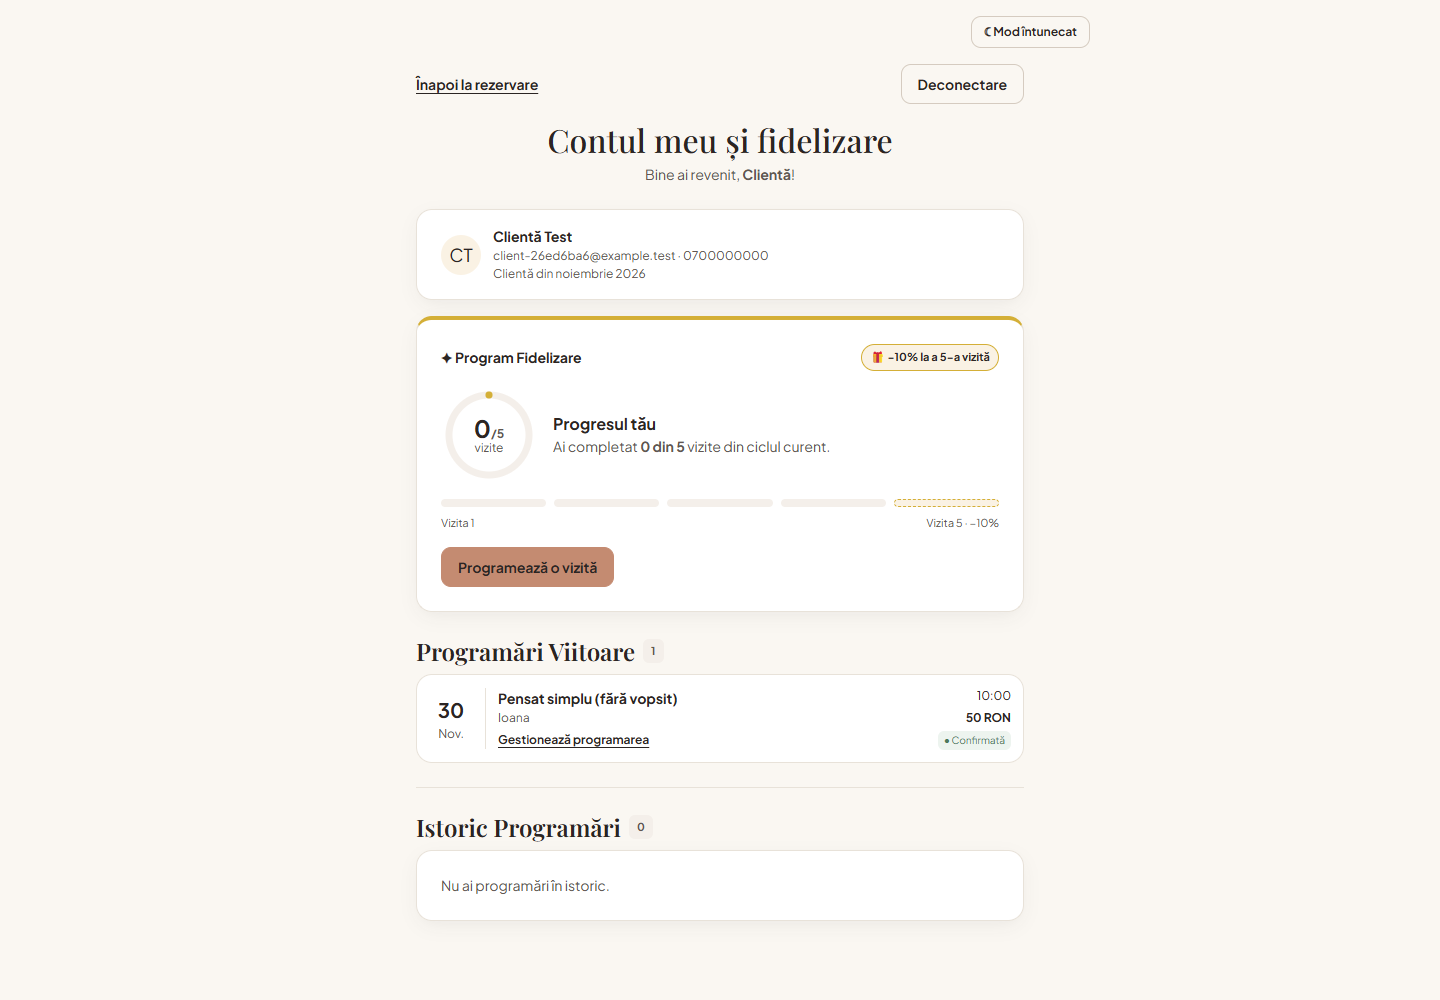 ☾ Mod întunecat
Înapoi la rezervare
Deconectare
Contul meu și fidelizare
Bine ai revenit, Clientă!
CT
Clientă Test
client-26ed6ba6@example.test · 0700000000
Clientă din noiembrie 2026
✦ Program Fidelizare
🎁 −10% la a 5-a vizită
0/5
vizite
Progresul tău
Ai completat 0 din 5 vizite din ciclul curent.
Vizita 1
Vizita 5 · −10%
Programează o vizită
Programări Viitoare 1
30
Nov.
Pensat simplu (fără vopsit)
Ioana
Gestionează programarea
10:00
50 RON
● Confirmată
Istoric Programări 0
Nu ai programări în istoric.